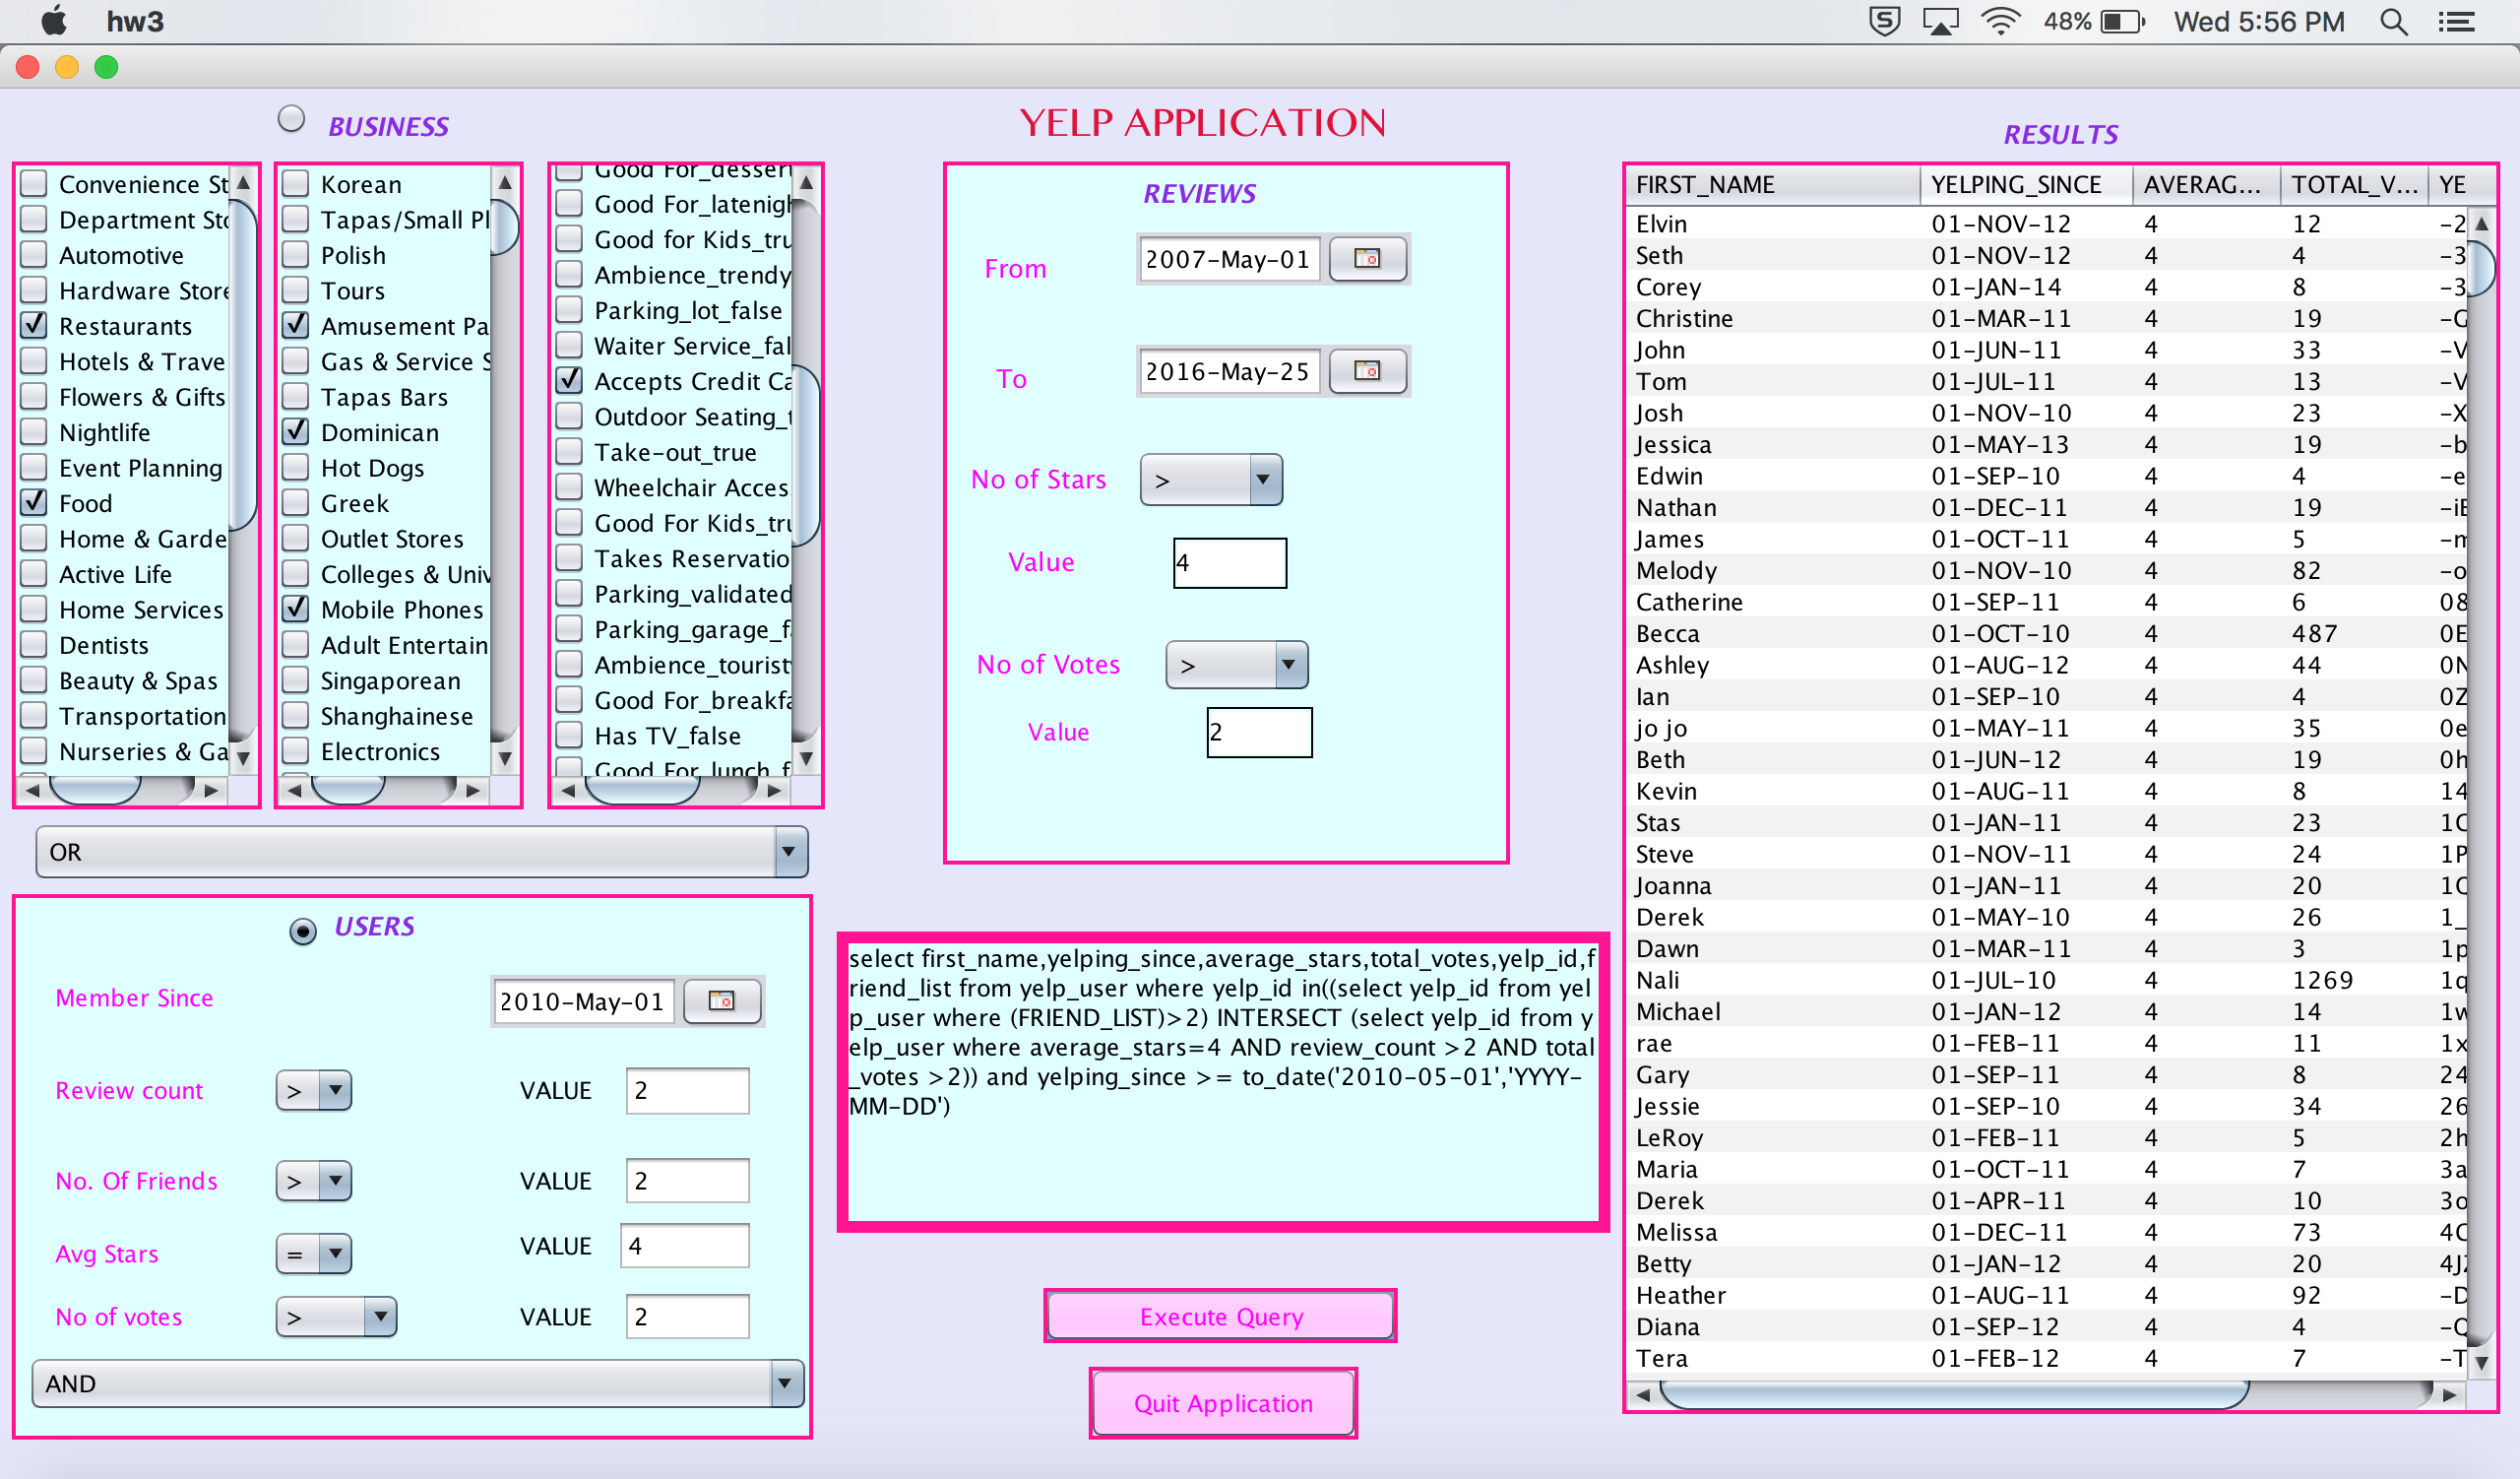 hw3
48%
Wed 5:56 PM
BUSINESS
YELP APPLICATION
RESULTS
Convenience St
Department Sto
Automotive
Hardware Store
Restaurants
Hotels & Trave
Flowers & Gifts
Nightlife
Event Planning
Food
Home & Garde
Active Life
Home Services
Dentists
Beauty & Spas
Transportation
Nurseries & Ga
Korean
Tapas/Small Pl
Polish
Tours
Amusement Pa
Gas & Service S
Tapas Bars
Dominican
Hot Dogs
Greek
Outlet Stores
Colleges & Univ
Mobile Phones
Adult Entertain
Singaporean
Shanghainese
Electronics
Good For_dessert
Good For_latenigh
Good for Kids_tru
Ambience_trendy
Parking_lot_false
Waiter Service_fal
Accepts Credit Ca
Outdoor Seating_t
Take-out_true
Wheelchair Acces
Good For Kids_tru
Takes Reservatio
Parking_validated
Parking_garage_fa
Ambience_touristy
Good For_breakfa
Has TV_false
Good For_lunch_f
OR
USERS
Member Since 2010-May-01
Review count > VALUE 2
No. Of Friends > VALUE 2
Avg Stars = VALUE 4
No of votes > VALUE 2
AND
REVIEWS
From 2007-May-01
To 2016-May-25
No of Stars >
Value 4
No of Votes >
Value 2
select first_name,yelping_since,average_stars,total_votes,yelp_id,f
riend_list from yelp_user where yelp_id in((select yelp_id from yel
p_user where (FRIEND_LIST)>2) INTERSECT (select yelp_id from y
elp_user where average_stars=4 AND review_count >2 AND total
_votes >2)) and yelping_since >= to_date('2010-05-01','YYYY-
MM-DD')
Execute Query
Quit Application
FIRST_NAME YELPING_SINCE AVERAG... TOTAL_V... YE
Elvin 01-NOV-12 4 12 -2
Seth 01-NOV-12 4 4 -3
Corey 01-JAN-14 4 8 -3
Christine 01-MAR-11 4 19 -G
John 01-JUN-11 4 33 -V
Tom 01-JUL-11 4 13 -V
Josh 01-NOV-10 4 23 -X
Jessica 01-MAY-13 4 19 -b
Edwin 01-SEP-10 4 4 -e
Nathan 01-DEC-11 4 19 -iE
James 01-OCT-11 4 5 -m
Melody 01-NOV-10 4 82 -o
Catherine 01-SEP-11 4 6 08
Becca 01-OCT-10 4 487 0E
Ashley 01-AUG-12 4 44 0N
Ian 01-SEP-10 4 4 0Z
jo jo 01-MAY-11 4 35 0e
Beth 01-JUN-12 4 19 0h
Kevin 01-AUG-11 4 8 14
Stas 01-JAN-11 4 23 1C
Steve 01-NOV-11 4 24 1P
Joanna 01-JAN-11 4 20 1Q
Derek 01-MAY-10 4 26 1_
Dawn 01-MAR-11 4 3 1p
Nali 01-JUL-10 4 1269 1q
Michael 01-JAN-12 4 14 1w
rae 01-FEB-11 4 11 1x
Gary 01-SEP-11 4 8 24
Jessie 01-SEP-10 4 34 26
LeRoy 01-FEB-11 4 5 2h
Maria 01-OCT-11 4 7 3a
Derek 01-APR-11 4 10 3o
Melissa 01-DEC-11 4 73 4C
Betty 01-JAN-12 4 20 4JZ
Heather 01-AUG-11 4 92 -D
Diana 01-SEP-12 4 4 -Q
Tera 01-FEB-12 4 7 -T